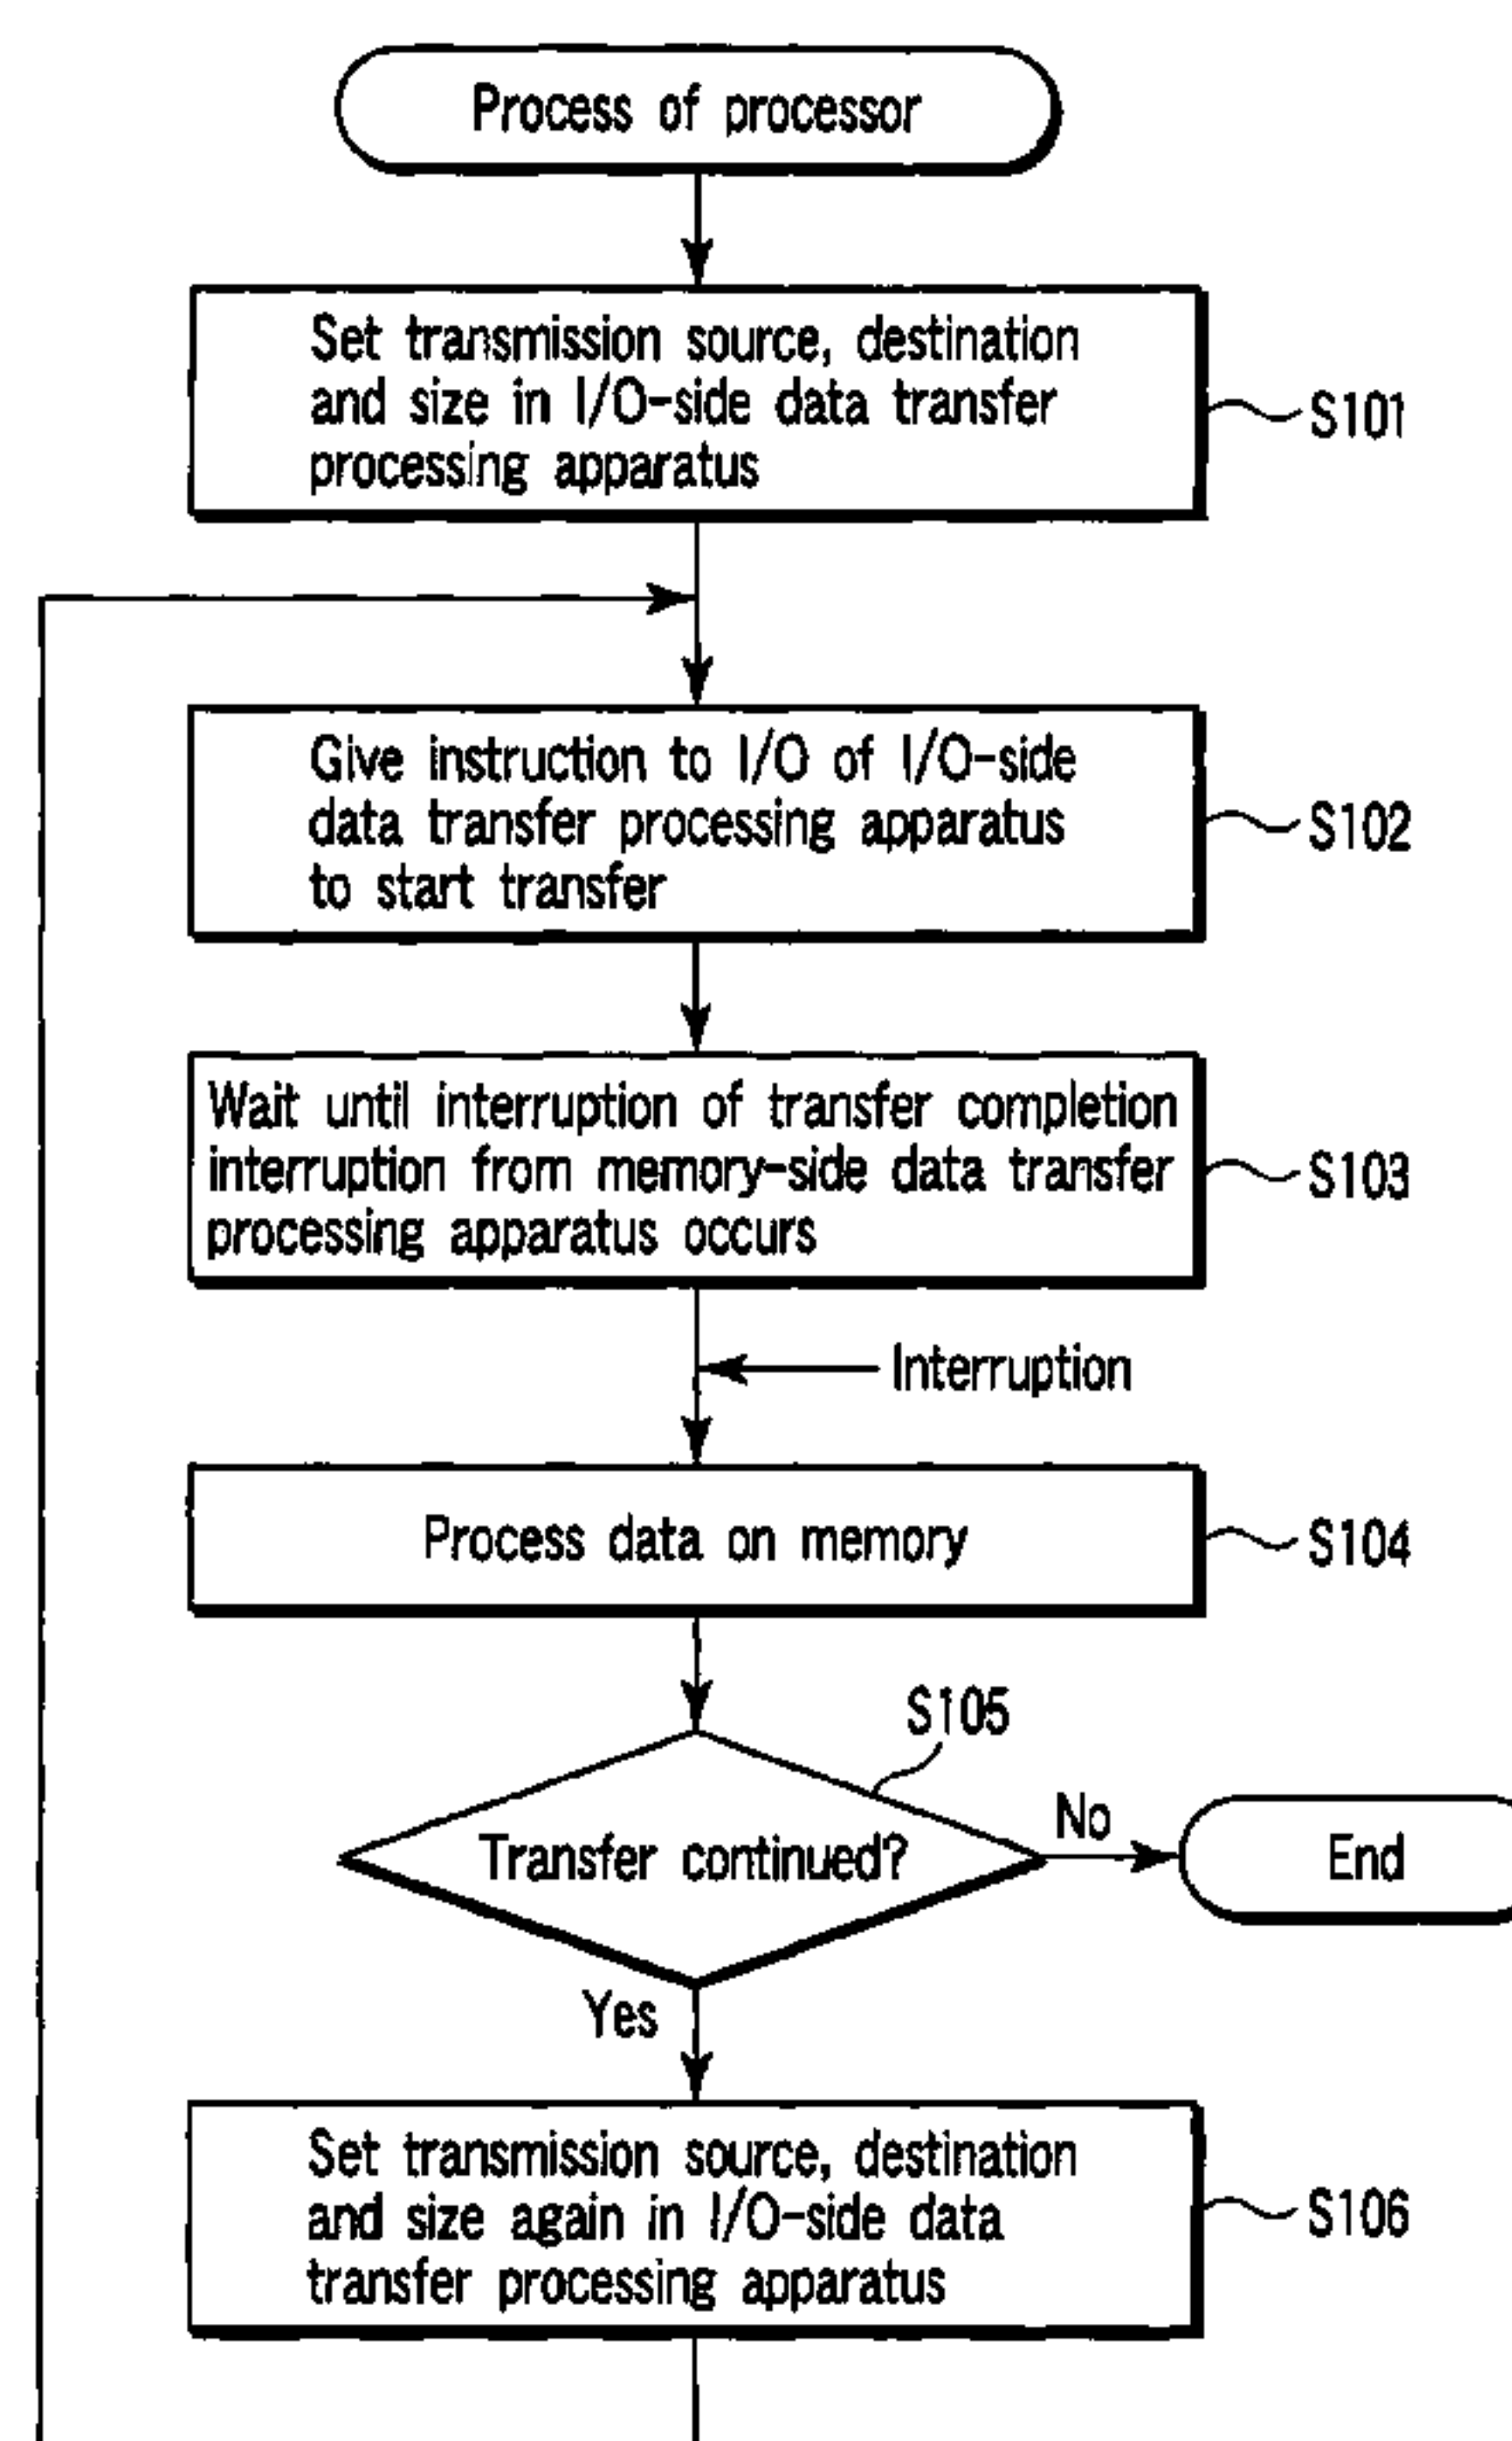 Process of processor
Set transmission source, destination
and size in I/O-side data transfer
processing apparatus
S101
Give instruction to I/O of I/O-side
data transfer processing apparatus
to start transfer
S102
Wait until interruption of transfer completion
interruption from memory-side data transfer
processing apparatus occurs
S103
Interruption
Process data on memory
S104
S105
Transfer continued?
No
End
Yes
Set transmission source, destination
and size again in I/O-side data
transfer processing apparatus
S106